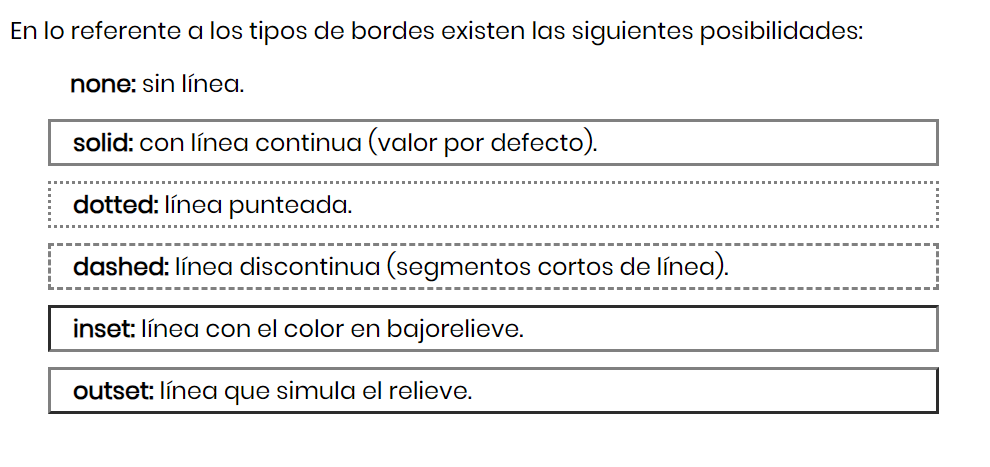 En lo referente a los tipos de bordes existen las siguientes posibilidades:
none: sin línea.
solid: con línea continua (valor por defecto).
dotted: línea punteada.
dashed: línea discontinua (segmentos cortos de línea).
inset: línea con el color en bajorelieve.
outset: línea que simula el relieve.